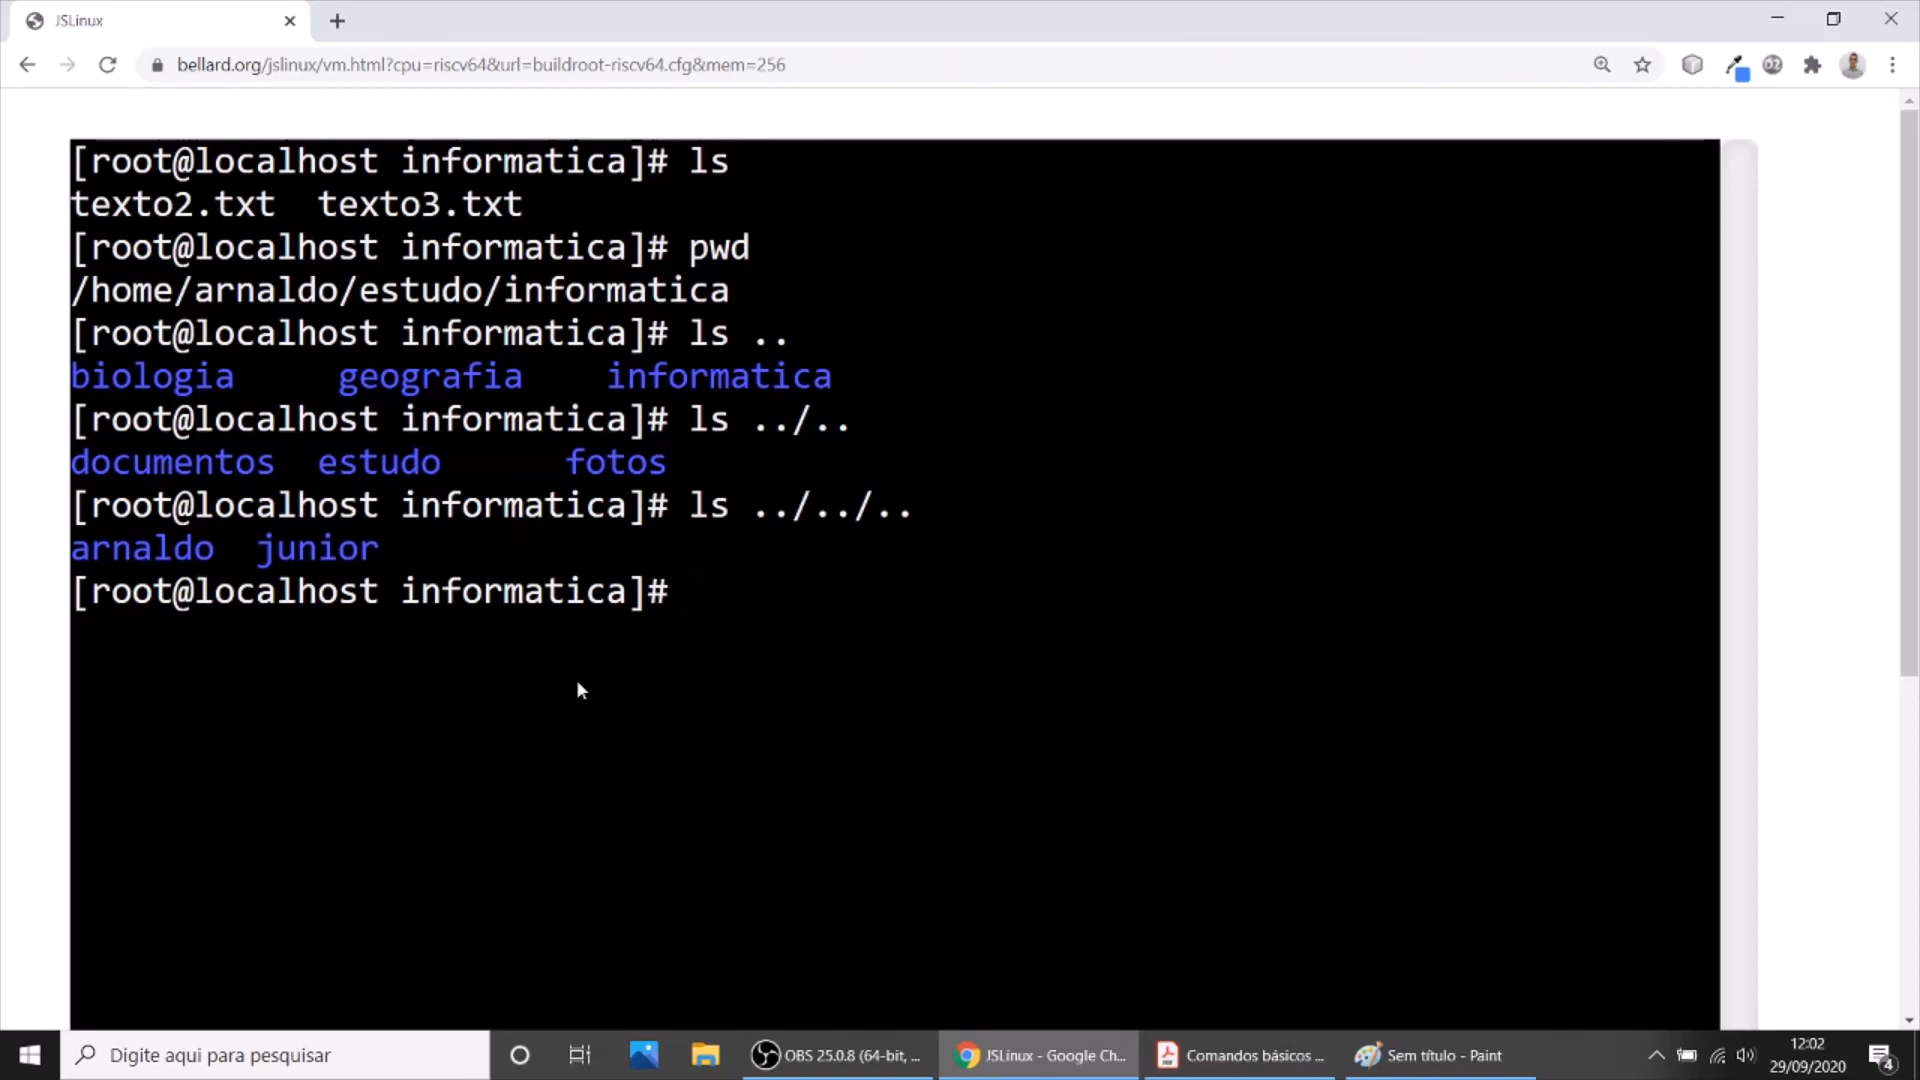 JSLinux
bellard.org/jslinux/vm.html?cpu=riscv64&url=buildroot-riscv64.cfg&mem=256
[root@localhost informatica]# ls
texto2.txt  texto3.txt
[root@localhost informatica]# pwd
/home/arnaldo/estudo/informatica
[root@localhost informatica]# ls ..
biologia     geografia    informatica
[root@localhost informatica]# ls ../..
documentos  estudo      fotos
[root@localhost informatica]# ls ../../..
arnaldo  junior
[root@localhost informatica]#
Digite aqui para pesquisar
OBS 25.0.8 (64-bit, ...
JSLinux - Google Ch...
Comandos básicos ...
Sem título - Paint
12:02
29/09/2020
4